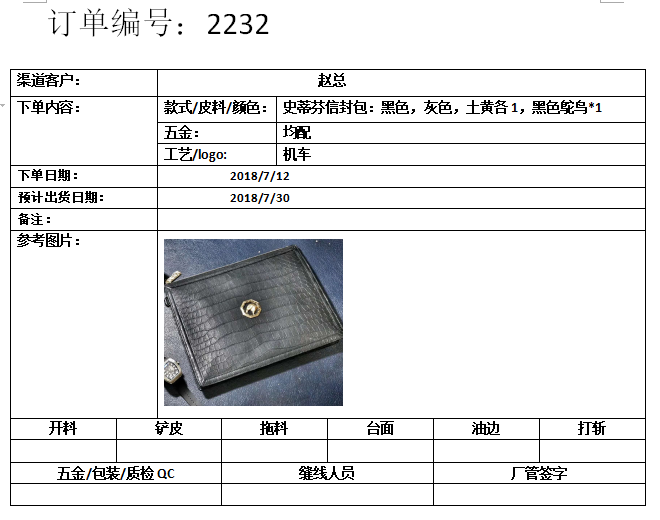 订单编号：2232
渠道客户： 赵总
下单内容： 款式/皮料/颜色： 史蒂芬信封包：黑色，灰色，土黄各1，黑色鸵鸟*1
五金： 均配
工艺/logo: 机车
下单日期： 2018/7/12
预计出货日期： 2018/7/30
备注：
参考图片：
开料 铲皮 拖料 台面 油边 打斩
五金/包装/质检QC 缝线人员 厂管签字